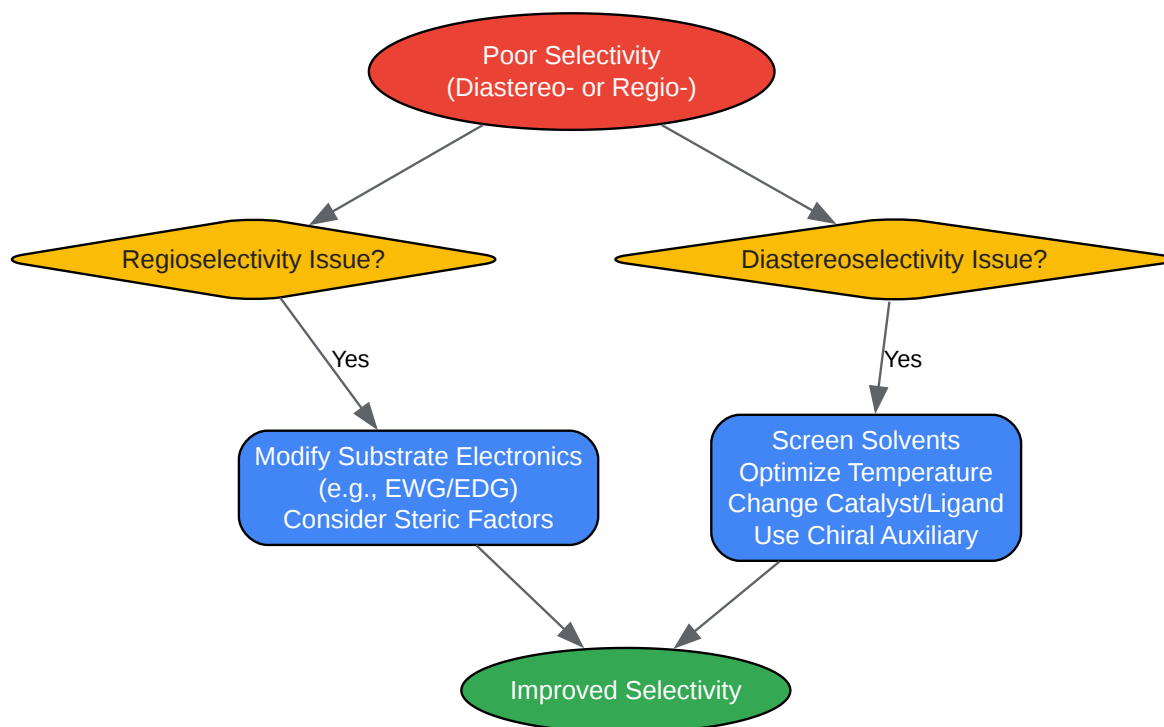 Poor Selectivity
(Diastereo- or Regio-)
Regioselectivity Issue?
Diastereoselectivity Issue?
Yes
Yes
Modify Substrate Electronics
(e.g., EWG/EDG)
Consider Steric Factors
Screen Solvents
Optimize Temperature
Change Catalyst/Ligand
Use Chiral Auxiliary
Improved Selectivity